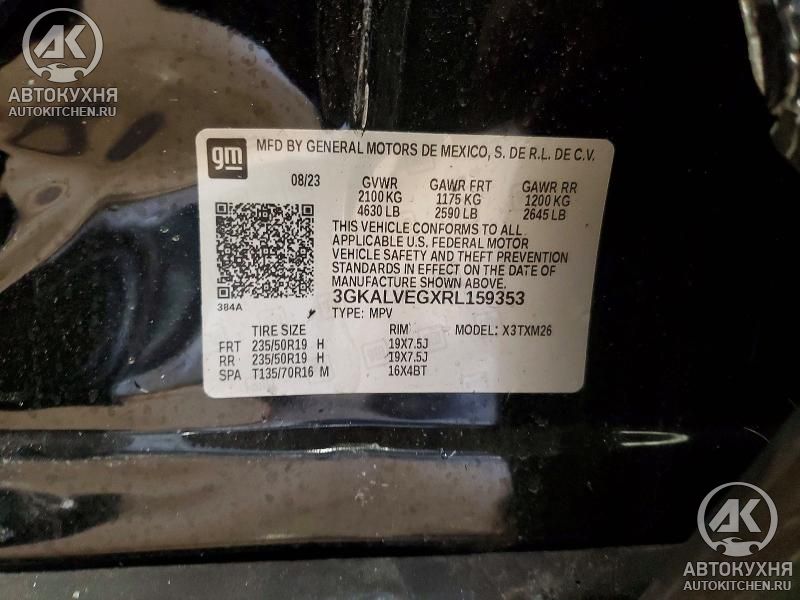 AK
АВТОКУХНЯ
AUTOKITCHEN.RU
gm
MFD BY GENERAL MOTORS DE MEXICO, S. DE R.L. DE C.V.
08/23 GVWR GAWR FRT GAWR RR
2100 KG 1175 KG 1200 KG
4630 LB 2590 LB 2645 LB
THIS VEHICLE CONFORMS TO ALL
APPLICABLE U.S. FEDERAL MOTOR
VEHICLE SAFETY AND THEFT PREVENTION
STANDARDS IN EFFECT ON THE DATE OF
MANUFACTURE SHOWN ABOVE.
384A
3GKALVEGXRL159353
TYPE: MPV
TIRE SIZE RIM MODEL: X3TXM26
FRT 235/50R19 H 19X7.5J
RR 235/50R19 H 19X7.5J
SPA T135/70R16 M 16X4BT
AK
АВТОКУХНЯ
AUTOKITCHEN.RU